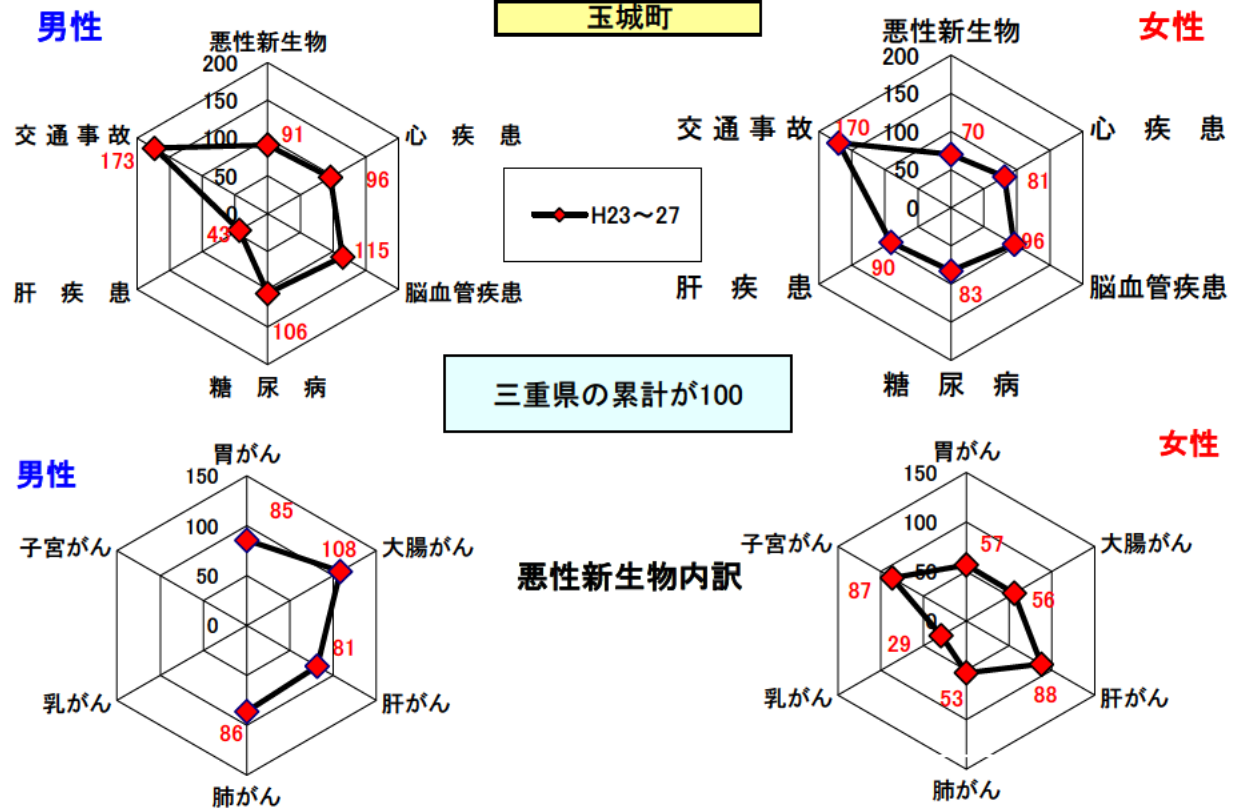 玉城町
男性
悪性新生物
200
150
100
50
0
91
心疾患
96
115
脳血管疾患
106
糖尿病
43
肝疾患
交通事故
173
H23～27
女性
悪性新生物
200
150
100
50
0
70
心疾患
81
96
脳血管疾患
83
糖尿病
90
肝疾患
交通事故
170
三重県の累計が100
男性
胃がん
150
100
50
0
85
108
大腸がん
81
肝がん
86
肺がん
乳がん
子宮がん
悪性新生物内訳
女性
胃がん
150
100
50
0
57
大腸がん
56
88
肝がん
53
肺がん
29
乳がん
87
子宮がん